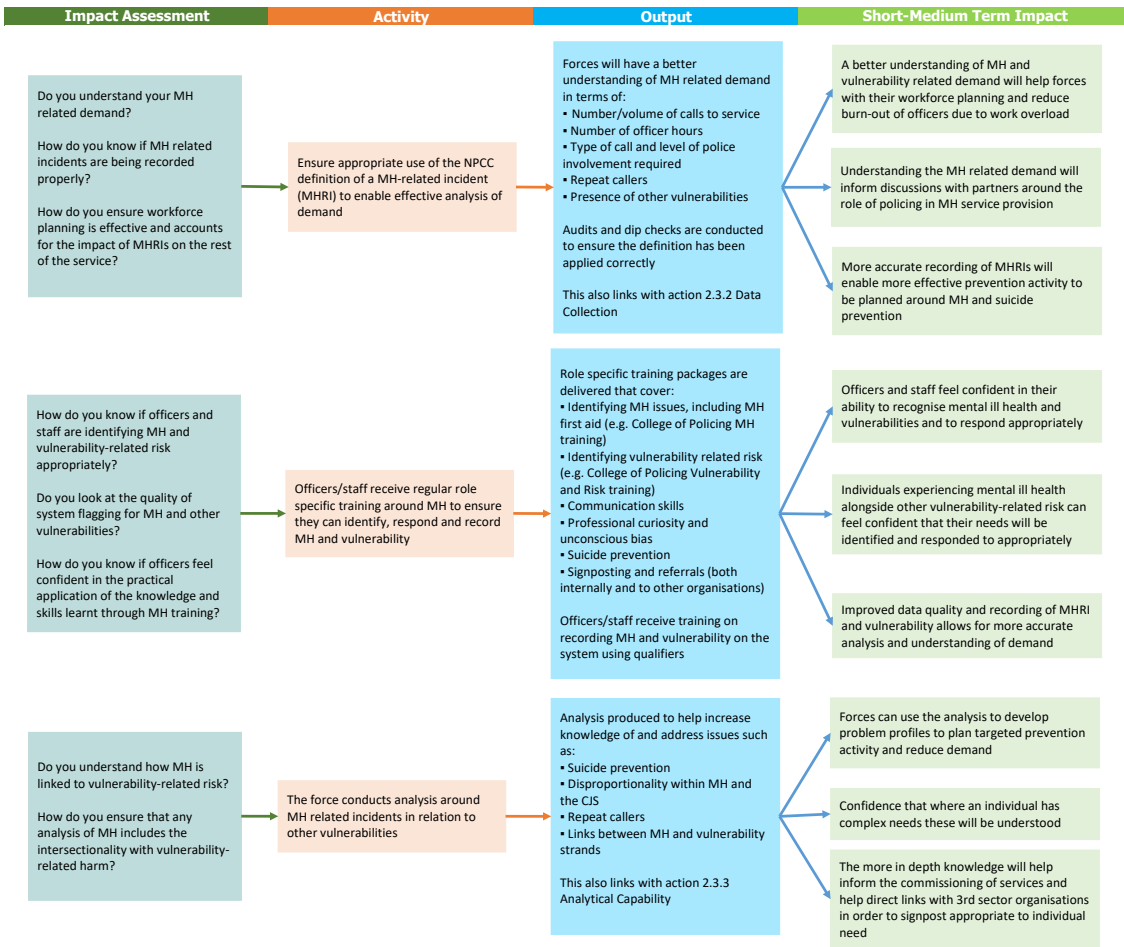 Impact Assessment
Activity
Output
Short-Medium Term Impact
Do you understand your MH
related demand?
How do you know if MH related
incidents are being recorded
properly?
How do you ensure workforce
planning is effective and accounts
for the impact of MHRIs on the rest
of the service?
Ensure appropriate use of the NPCC
definition of a MH-related incident
(MHRI) to enable effective analysis of
demand
Forces will have a better
understanding of MH related demand
in terms of:
▪ Number/volume of calls to service
▪ Number of officer hours
▪ Type of call and level of police
involvement required
▪ Repeat callers
▪ Presence of other vulnerabilities
Audits and dip checks are conducted
to ensure the definition has been
applied correctly
This also links with action 2.3.2 Data
Collection
A better understanding of MH and
vulnerability related demand will help forces
with their workforce planning and reduce
burn-out of officers due to work overload
Understanding the MH related demand will
inform discussions with partners around the
role of policing in MH service provision
More accurate recording of MHRIs will
enable more effective prevention activity to
be planned around MH and suicide
prevention
How do you know if officers and
staff are identifying MH and
vulnerability-related risk
appropriately?
Do you look at the quality of
system flagging for MH and other
vulnerabilities?
How do you know if officers feel
confident in the practical
application of the knowledge and
skills learnt through MH training?
Officers/staff receive regular role
specific training around MH to ensure
they can identify, respond and record
MH and vulnerability
Role specific training packages are
delivered that cover:
▪ Identifying MH issues, including MH
first aid (e.g. College of Policing MH
training)
▪ Identifying vulnerability related risk
(e.g. College of Policing Vulnerability
and Risk training)
▪ Communication skills
▪ Professional curiosity and
unconscious bias
▪ Suicide prevention
▪ Signposting and referrals (both
internally and to other organisations)
Officers/staff receive training on
recording MH and vulnerability on the
system using qualifiers
Officers and staff feel confident in their
ability to recognise mental ill health and
vulnerabilities and to respond appropriately
Individuals experiencing mental ill health
alongside other vulnerability-related risk can
feel confident that their needs will be
identified and responded to appropriately
Improved data quality and recording of MHRI
and vulnerability allows for more accurate
analysis and understanding of demand
Do you understand how MH is
linked to vulnerability-related risk?
How do you ensure that any
analysis of MH includes the
intersectionality with vulnerability-
related harm?
The force conducts analysis around
MH related incidents in relation to
other vulnerabilities
Analysis produced to help increase
knowledge of and address issues such
as:
▪ Suicide prevention
▪ Disproportionality within MH and
the CJS
▪ Repeat callers
▪ Links between MH and vulnerability
strands
This also links with action 2.3.3
Analytical Capability
Forces can use the analysis to develop
problem profiles to plan targeted prevention
activity and reduce demand
Confidence that where an individual has
complex needs these will be understood
The more in depth knowledge will help
inform the commissioning of services and
help direct links with 3rd sector organisations
in order to signpost appropriate to individual
need